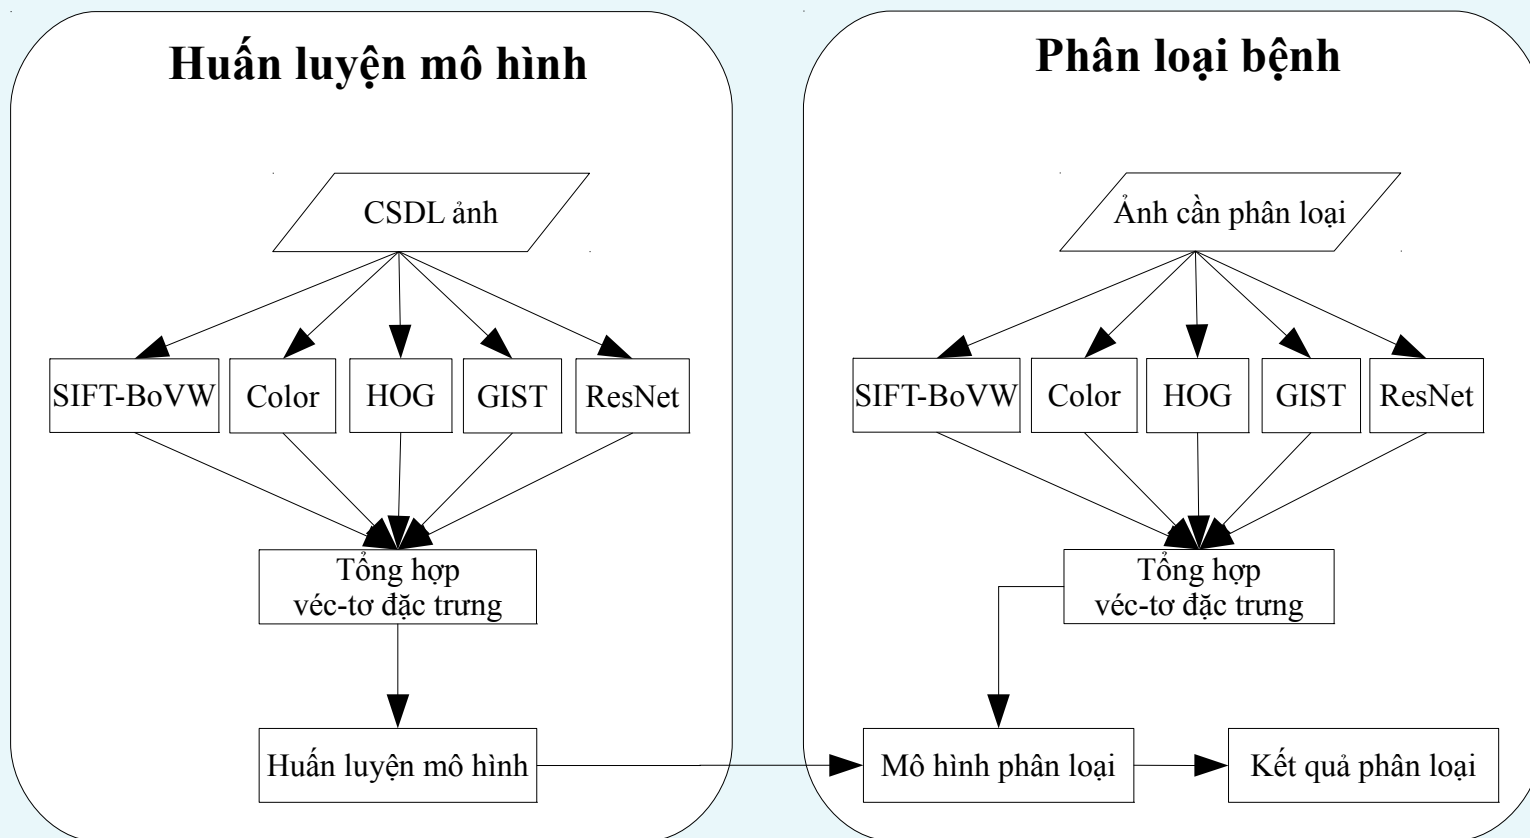 Huấn luyện mô hình
CSDL ảnh
SIFT-BoVW
Color
HOG
GIST
ResNet
Tổng hợp
véc-tơ đặc trưng
Huấn luyện mô hình
Phân loại bệnh
Ảnh cần phân loại
SIFT-BoVW
Color
HOG
GIST
ResNet
Tổng hợp
véc-tơ đặc trưng
Mô hình phân loại
Kết quả phân loại